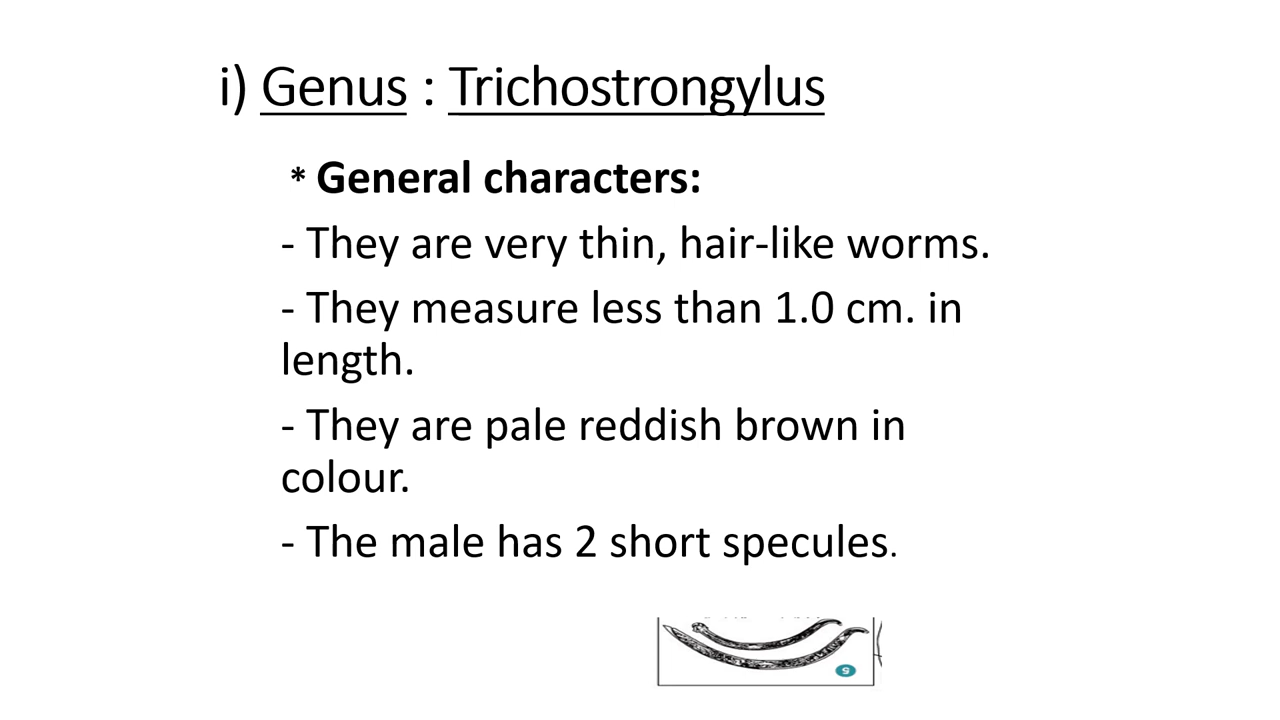 i) Genus : Trichostrongylus
* General characters:
- They are very thin, hair-like worms.
- They measure less than 1.0 cm. in
length.
- They are pale reddish brown in
colour.
- The male has 2 short specules.